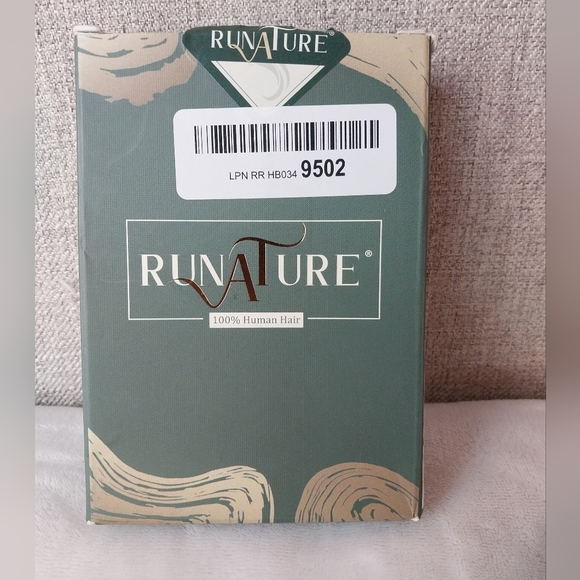 RUNATURE®
LPN RR HB034 9502
RUNATURE®
100% Human Hair